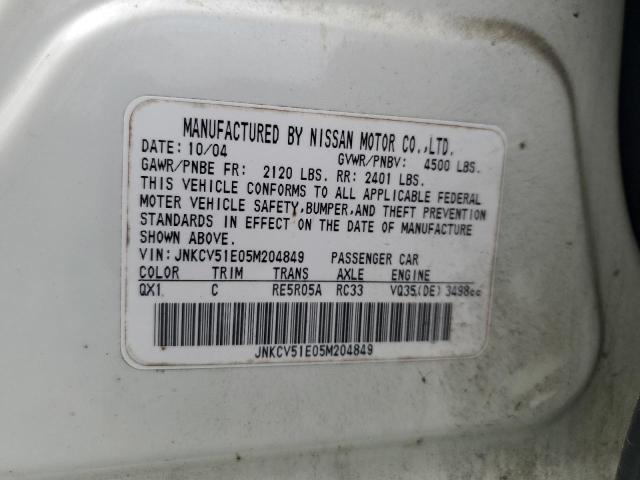 MANUFACTURED BY NISSAN MOTOR CO.,LTD.
DATE: 10/04 GVWR/PNBV: 4500 LBS.
GAWR/PNBE FR: 2120 LBS. RR: 2401 LBS.
THIS VEHICLE CONFORMS TO ALL APPLICABLE FEDERAL
MOTOR VEHICLE SAFETY,BUMPER,AND THEFT PREVENTION
STANDARDS IN EFFECT ON THE DATE OF MANUFACTURE
SHOWN ABOVE.
VIN: JNKCV51E05M204849 PASSENGER CAR
COLOR TRIM TRANS AXLE ENGINE
QX1 C RE5R05A RC33 VQ35(DE) 3498cc
JNKCV51E05M204849